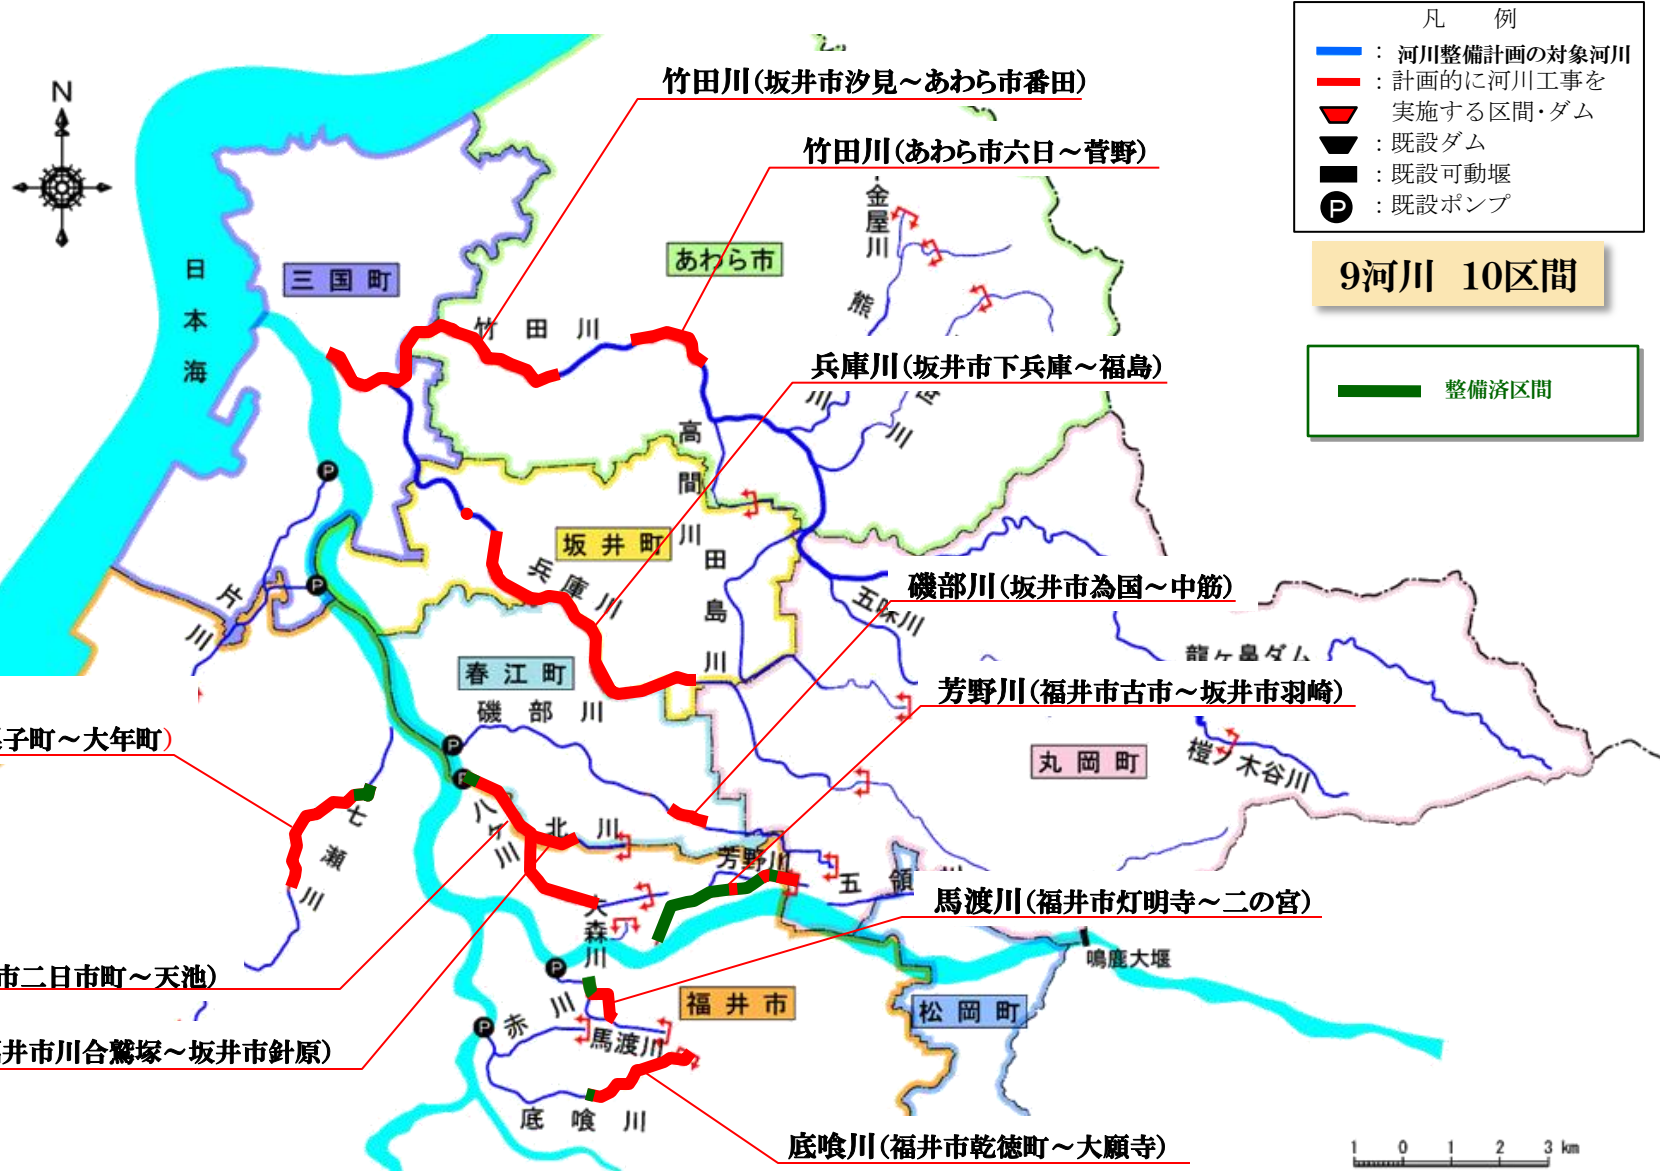 凡 例
: 河川整備計画の対象河川
: 計画的に河川工事を
実施する区間・ダム
: 既設ダム
: 既設可動堰
P : 既設ポンプ
9河川 10区間
整備済区間
N
日本海
竹田川(坂井市汐見～あわら市番田)
竹田川(あわら市六日～菅野)
金屋川
熊
あわら市
三国町
竹田川
兵庫川(坂井市下兵庫～福島)
川
川
高間川
P
坂井町
兵庫川
田島川
磯部川(坂井市為国～中筋)
五味川
P
片川
龍ヶ鼻ダム
春江町
磯部川
芳野川(福井市古市～坂井市羽崎)
子町～大年町)
P
P
丸岡町
檀ノ木谷川
七瀬川
八ケ川
北川
芳野川
五領
馬渡川(福井市灯明寺～二の宮)
大森川
鳴鹿大堰
市二日市町～天池)
P
福井市
松岡町
P
赤川
馬渡川
井市川合鷲塚～坂井市針原)
底喰川
底喰川(福井市乾徳町～大願寺)
1 0 1 2 3 km